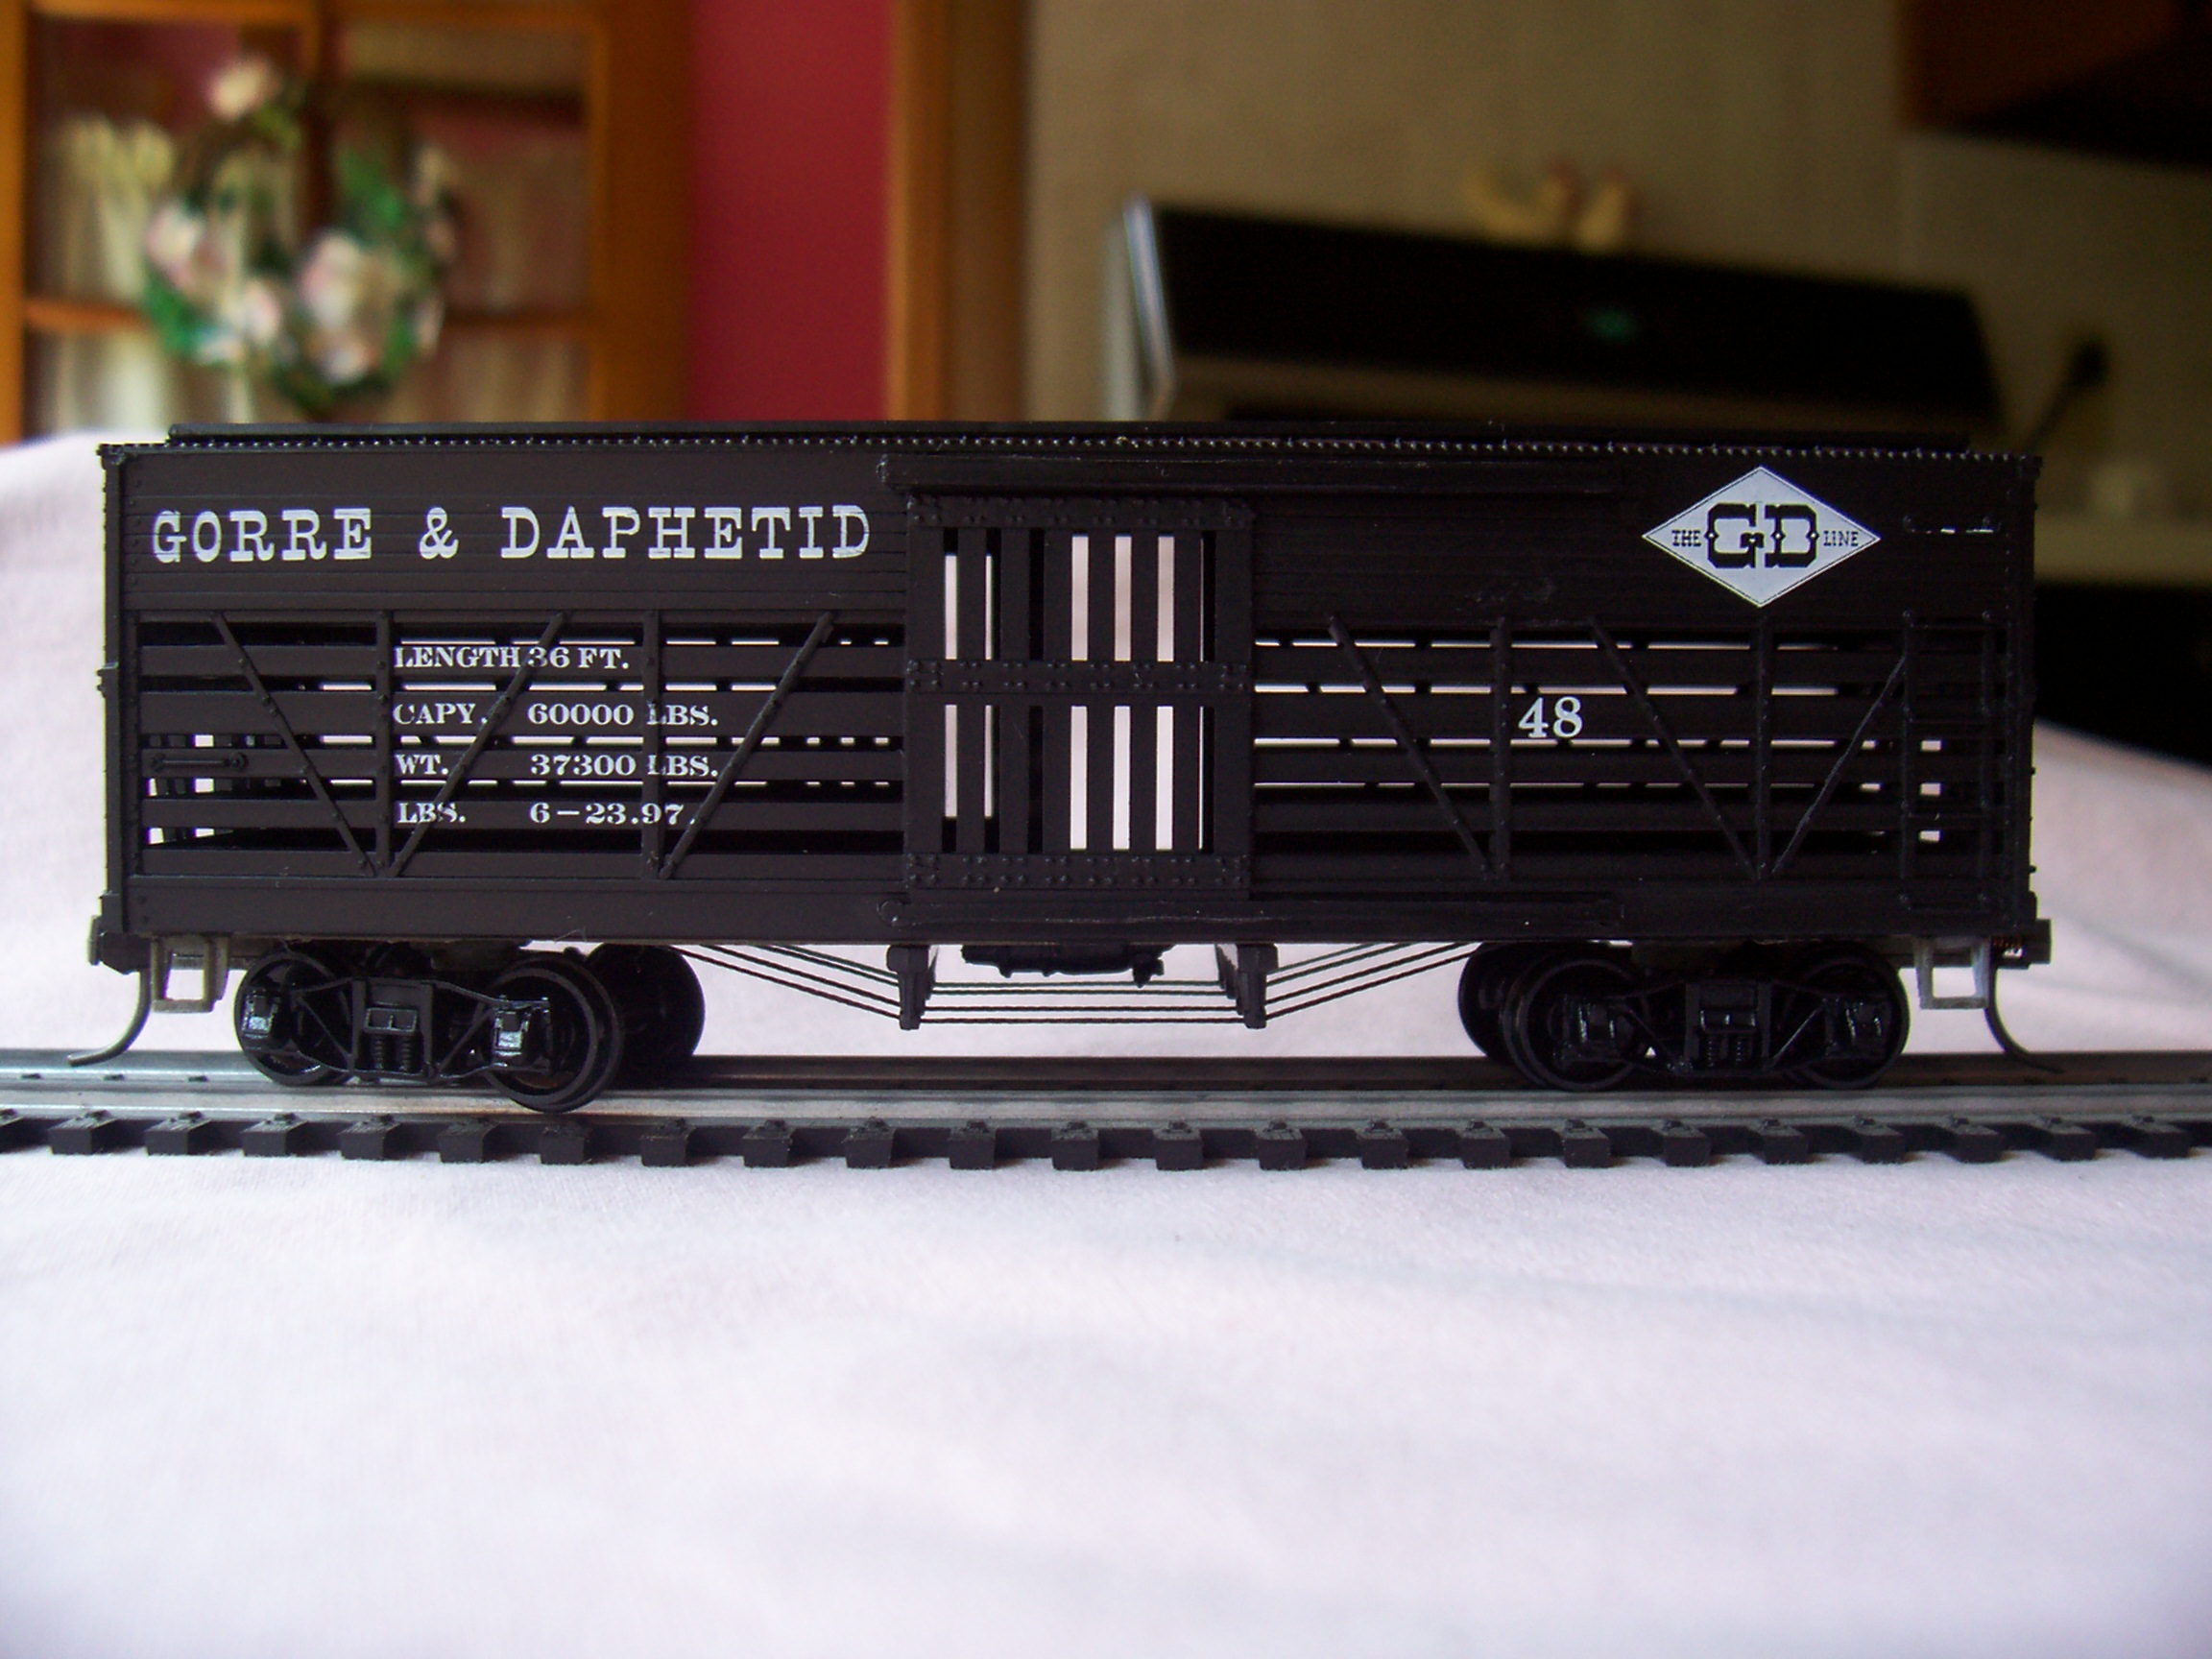 GORRE & DAPHETID
THE GD LINE
LENGTH 36 FT.
CAPY. 60000 LBS.
WT. 37300 LBS.
LBS. 6-23.97.
48